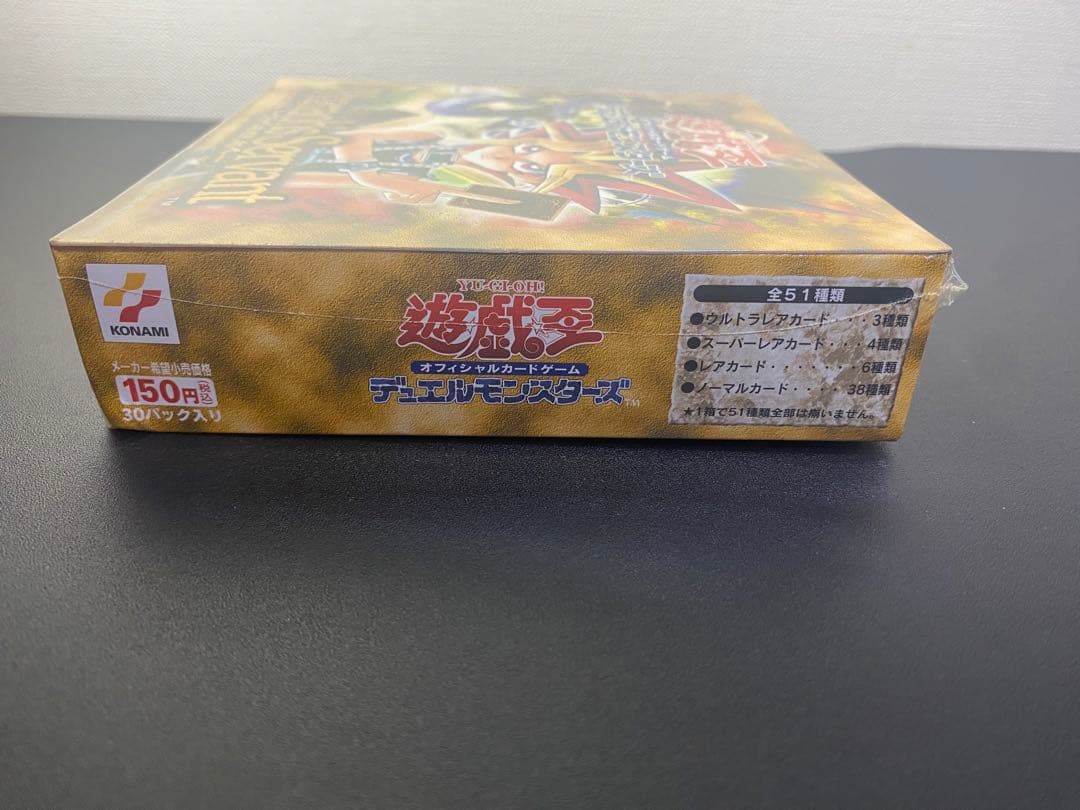 KONAMI
メーカー希望小売価格
150円(税込)
30パック入り
YU-GI-OH!
遊戯王
オフィシャルカードゲーム
デュエルモンスターズ™
全51種類
●ウルトラレアカード・・・・3種類
●スーパーレアカード・・・4種類
●レアカード・・・・・・・6種類
●ノーマルカード・・・・・38種類
★1箱で51種類全部は揃いません。